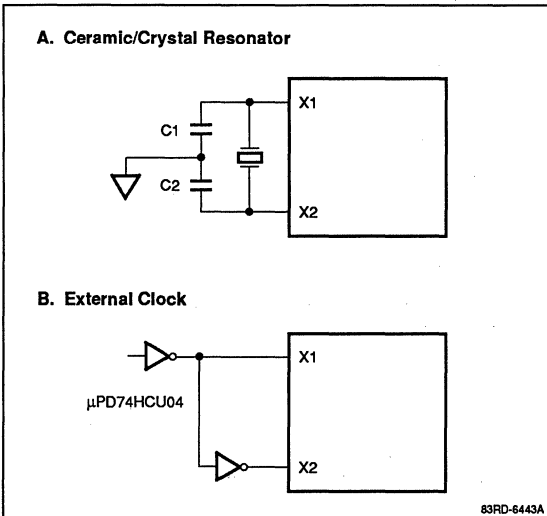 A. Ceramic/Crystal Resonator
X1
C1
C2
X2
B. External Clock
X1
µPD74HCU04
X2
83RD-6443A